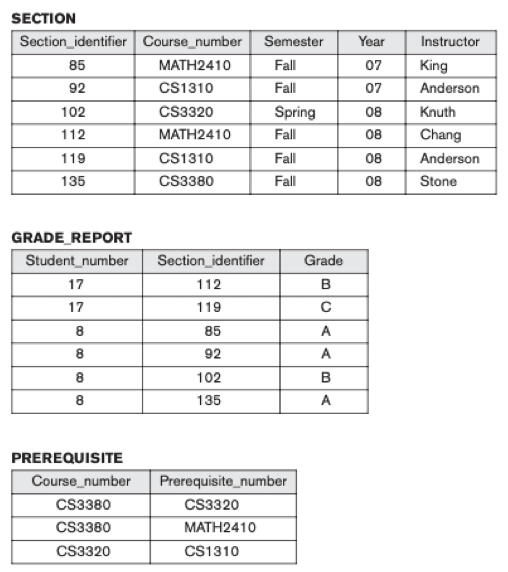 SECTION
Section_identifier Course_number Semester Year Instructor
85 MATH2410 Fall 07 King
92 CS1310 Fall 07 Anderson
102 CS3320 Spring 08 Knuth
112 MATH2410 Fall 08 Chang
119 CS1310 Fall 08 Anderson
135 CS3380 Fall 08 Stone
GRADE_REPORT
Student_number Section_identifier Grade
17 112 B
17 119 C
8 85 A
8 92 A
8 102 B
8 135 A
PREREQUISITE
Course_number Prerequisite_number
CS3380 CS3320
CS3380 MATH2410
CS3320 CS1310